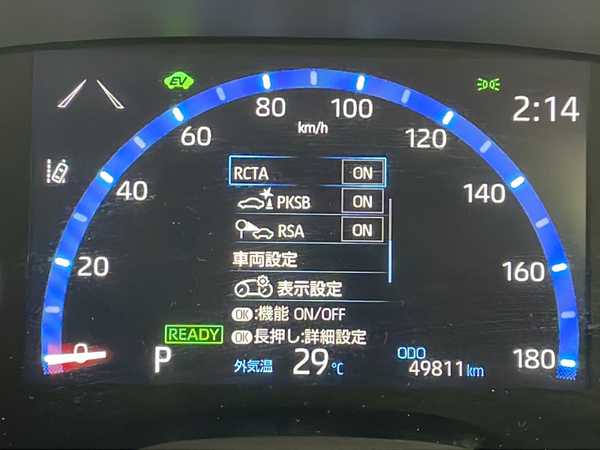 EV
80
100
2:14
60
km/h
120
RCTA ON
40
PKSB ON
140
RSA ON
車両設定
20
160
表示設定
OK:機能 ON/OFF
READY
OK長押し:詳細設定
0
P
外気温 29℃
ODO
49811km
180